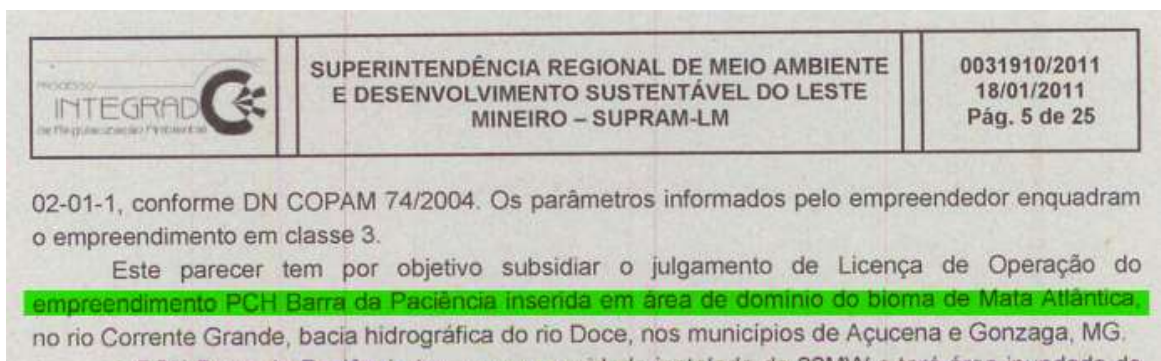 PROCESSO
INTEGRAD
de Regularização Ambiental
SUPERINTENDÊNCIA REGIONAL DE MEIO AMBIENTE
E DESENVOLVIMENTO SUSTENTÁVEL DO LESTE
MINEIRO – SUPRAM-LM
0031910/2011
18/01/2011
Pág. 5 de 25
02-01-1, conforme DN COPAM 74/2004. Os parâmetros informados pelo empreendedor enquadram
o empreendimento em classe 3.
Este parecer tem por objetivo subsidiar o julgamento de Licença de Operação do
empreendimento PCH Barra da Paciência inserida em área de domínio do bioma de Mata Atlântica,
no rio Corrente Grande, bacia hidrográfica do rio Doce, nos municípios de Açucena e Gonzaga, MG.